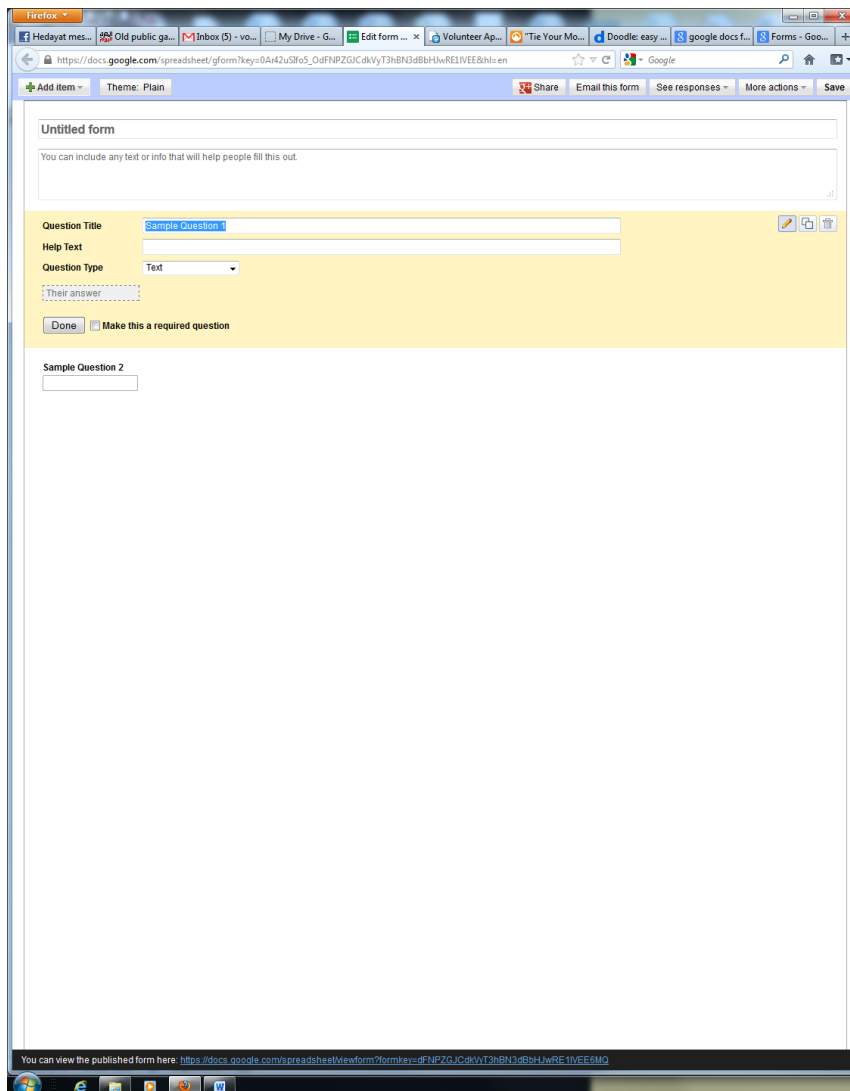 Firefox
Hedayat mes... Old public ga... Inbox (5) - vo... My Drive - G... Edit form ... × Volunteer Ap... "Tie Your Mo... Doodle: easy ... google docs f... Forms - Goo... +
https://docs.google.com/spreadsheet/gform?key=0Ar42uSIfo5_OdFNPZGJCdkVyT3hBN3dBbHJwRE1IVEE&hl=en Google
Add item Theme: Plain Share Email this form See responses More actions Save
Untitled form
You can include any text or info that will help people fill this out.
Question Title Sample Question 1
Help Text
Question Type Text
Their answer
Done Make this a required question
Sample Question 2
You can view the published form here: https://docs.google.com/spreadsheet/viewform?formkey=dFNPZGJCdkVyT3hBN3dBbHJwRE1IVEE6MQ